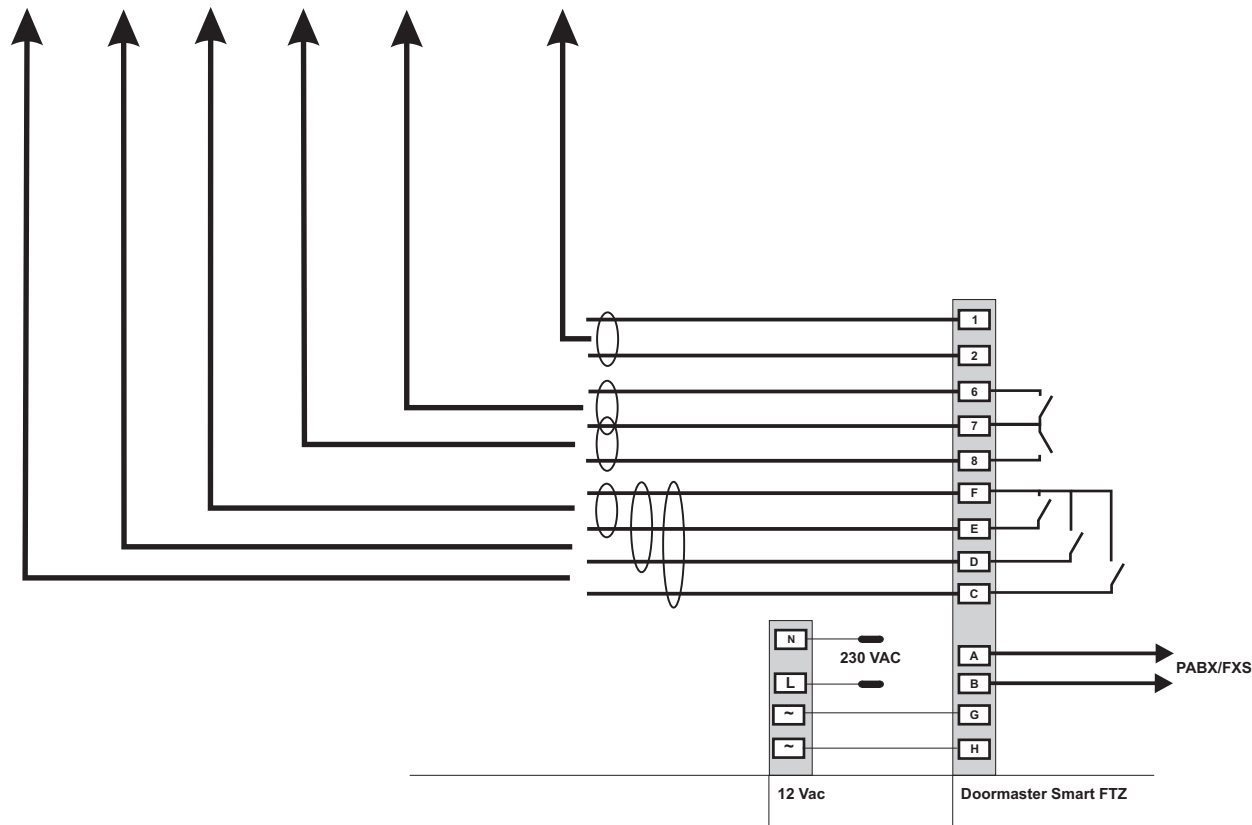 1
2
6
7
8
F
E
D
C
N
230 VAC
A
PABX/FXS
L
B
~
G
~
H
12 Vac
Doormaster Smart FTZ